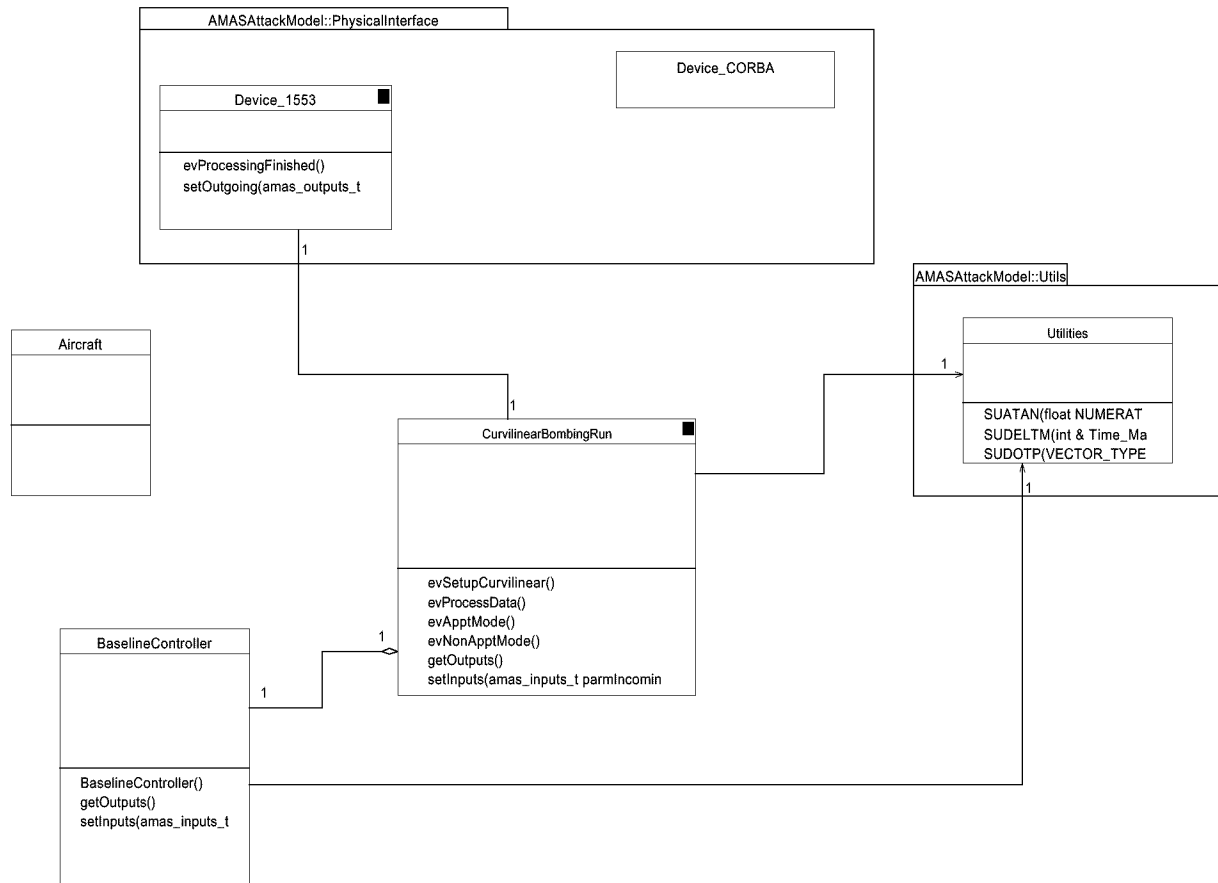 AMASAttackModel::PhysicalInterface
Device_CORBA
Device_1553
evProcessingFinished()
setOutgoing(amas_outputs_t
1
AMASAttackModel::Utils
Utilities
SUATAN(float NUMERAT
SUDELTM(int & Time_Ma
SUDOTP(VECTOR_TYPE
1
1
Aircraft
1
CurvilinearBombingRun
evSetupCurvilinear()
evProcessData()
evApptMode()
evNonApptMode()
getOutputs()
setInputs(amas_inputs_t parmIncomin
1
1
BaselineController
BaselineController()
getOutputs()
setInputs(amas_inputs_t